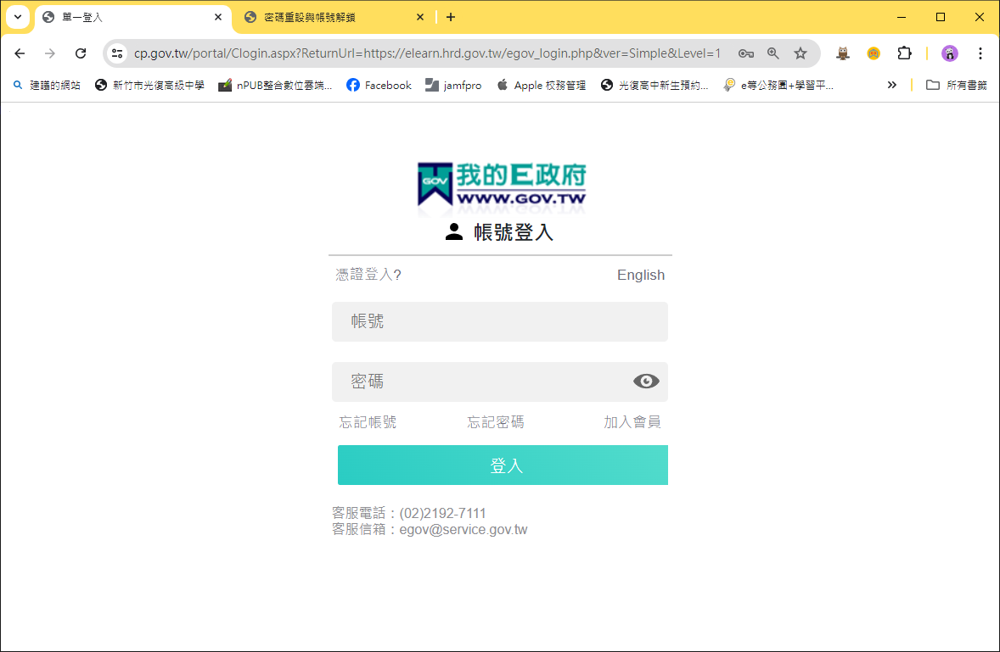 單一登入
密碼重設與帳號解鎖
cp.gov.tw/portal/Clogin.aspx?ReturnUrl=https://elearn.hrd.gov.tw/egov_login.php&ver=Simple&Level=1
建議的網站 新竹市光復高級中學 nPUB整合數位雲端... Facebook jamfpro Apple 校務管理 光復高中新生預約... e等公務園+學習平... 所有書籤
我的E政府
GOV
WWW.GOV.TW
帳號登入
憑證登入? English
帳號
密碼
忘記帳號 忘記密碼 加入會員
登入
客服電話：(02)2192-7111
客服信箱：egov@service.gov.tw